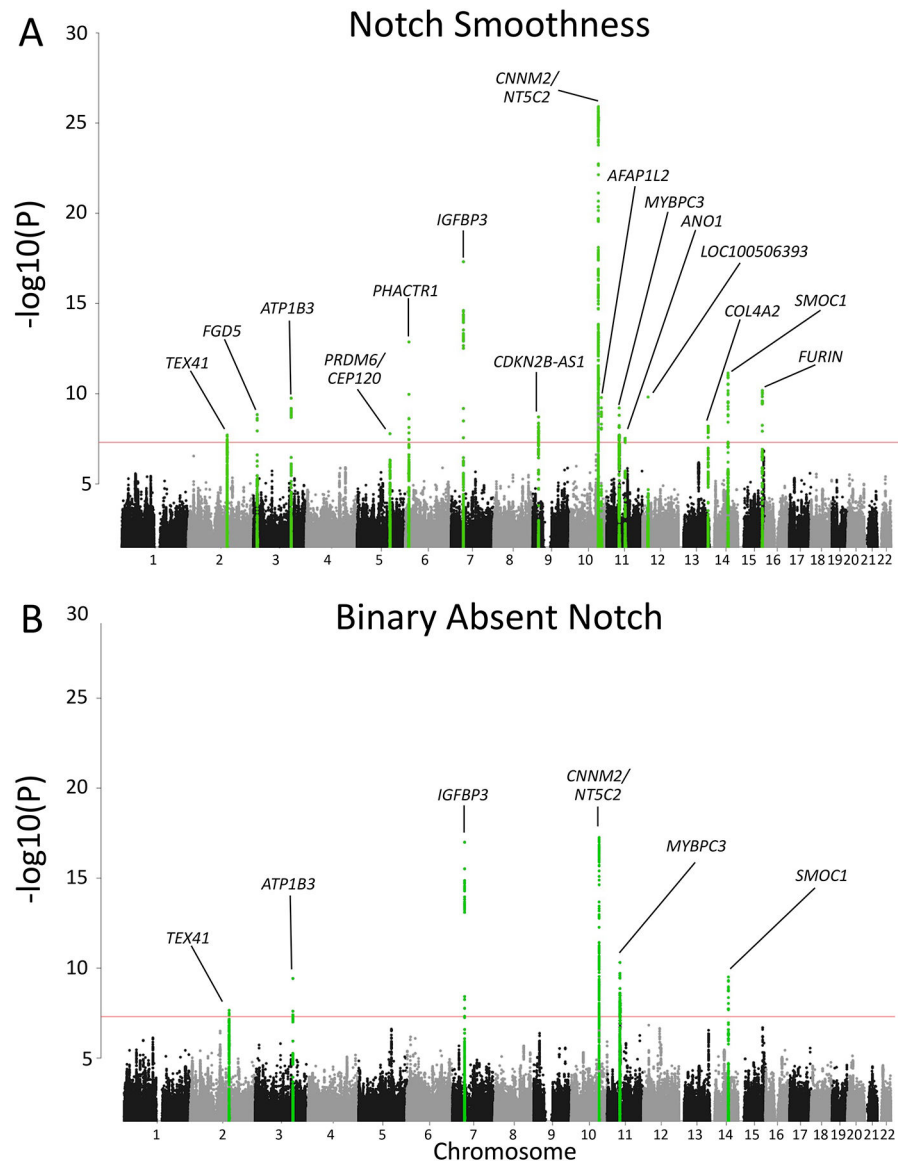 A
Notch Smoothness
30
25
20
15
10
5
-log10(P)
CNNM2/
NT5C2
AFAP1L2
MYBPC3
ANO1
IGFBP3
LOC100506393
PHACTR1
SMOC1
ATP1B3
COL4A2
FGD5
TEX41
PRDM6/
CEP120
CDKN2B-AS1
FURIN
1 2 3 4 5 6 7 8 9 10 11 12 13 14 15 16 17 18 19 20 21 22
B
Binary Absent Notch
30
25
20
15
10
5
-log10(P)
CNNM2/
NT5C2
IGFBP3
MYBPC3
SMOC1
ATP1B3
TEX41
1 2 3 4 5 6 7 8 9 10 11 12 13 14 15 16 17 18 19 20 21 22
Chromosome